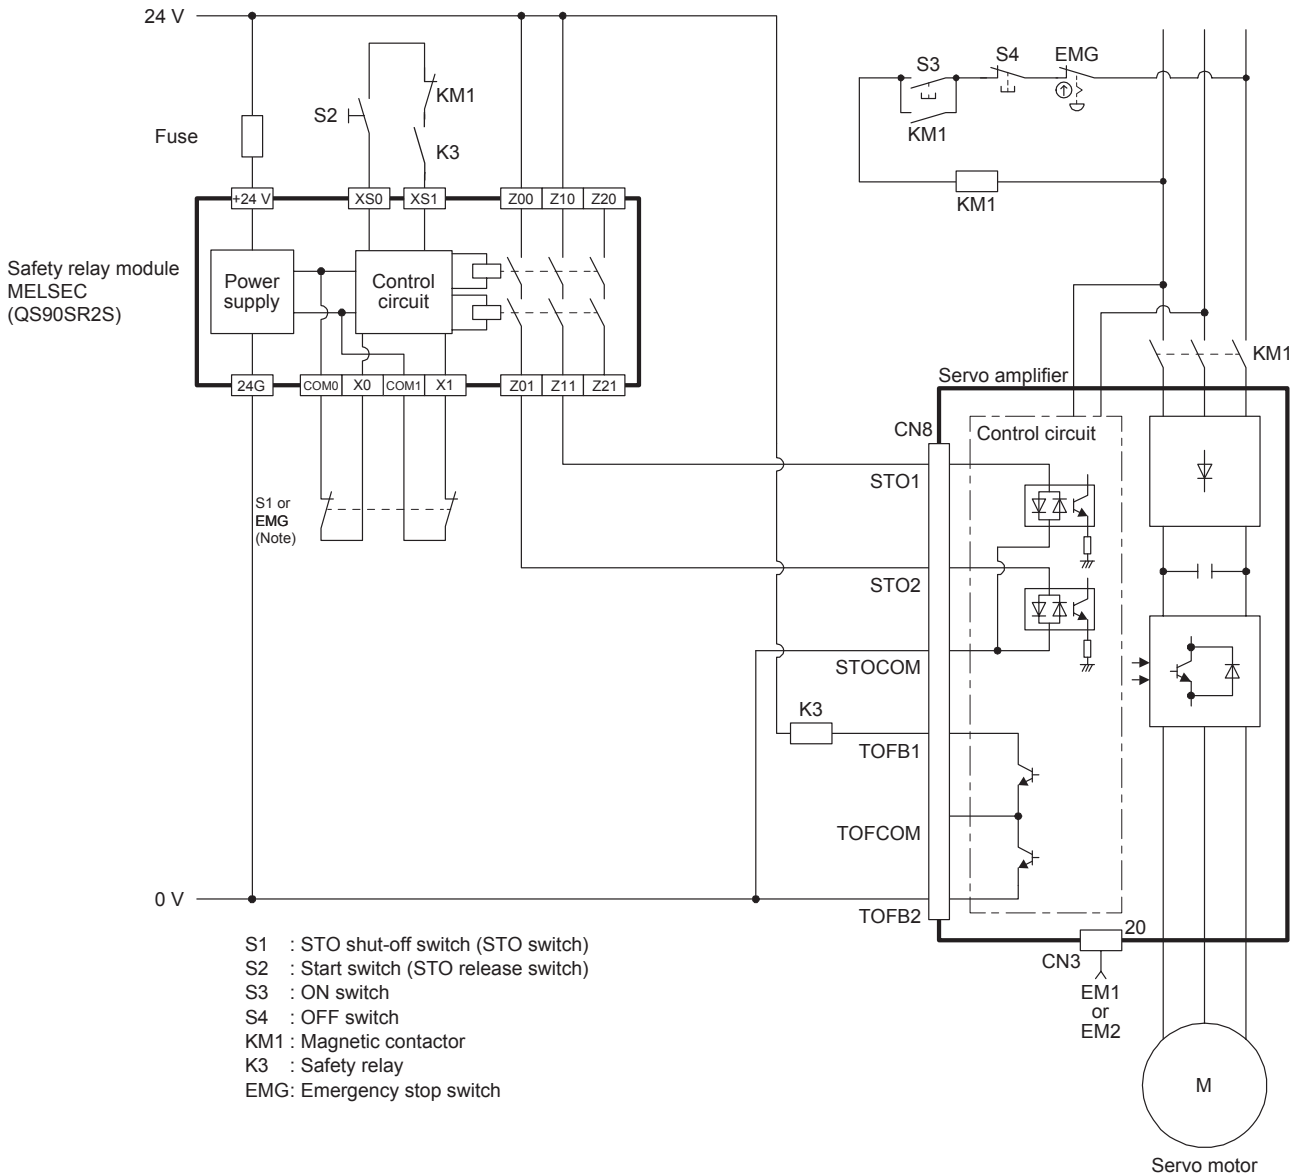 24 V
S3
S4
EMG
S2
KM1
Fuse
K3
KM1
+24 V
XS0
XS1
Z00
Z10
Z20
KM1
Safety relay module
MELSEC
(QS90SR2S)
Power
supply
Control
circuit
KM1
24G
COM0
X0
COM1
X1
Z01
Z11
Z21
Servo amplifier
CN8
Control circuit
STO1
S1 or
EMG
(Note)
STO2
STOCOM
K3
TOFB1
TOFCOM
0 V
TOFB2
20
CN3
EM1
or
EM2
S1 : STO shut-off switch (STO switch)
S2 : Start switch (STO release switch)
S3 : ON switch
S4 : OFF switch
KM1 : Magnetic contactor
K3 : Safety relay
EMG: Emergency stop switch
M
Servo motor